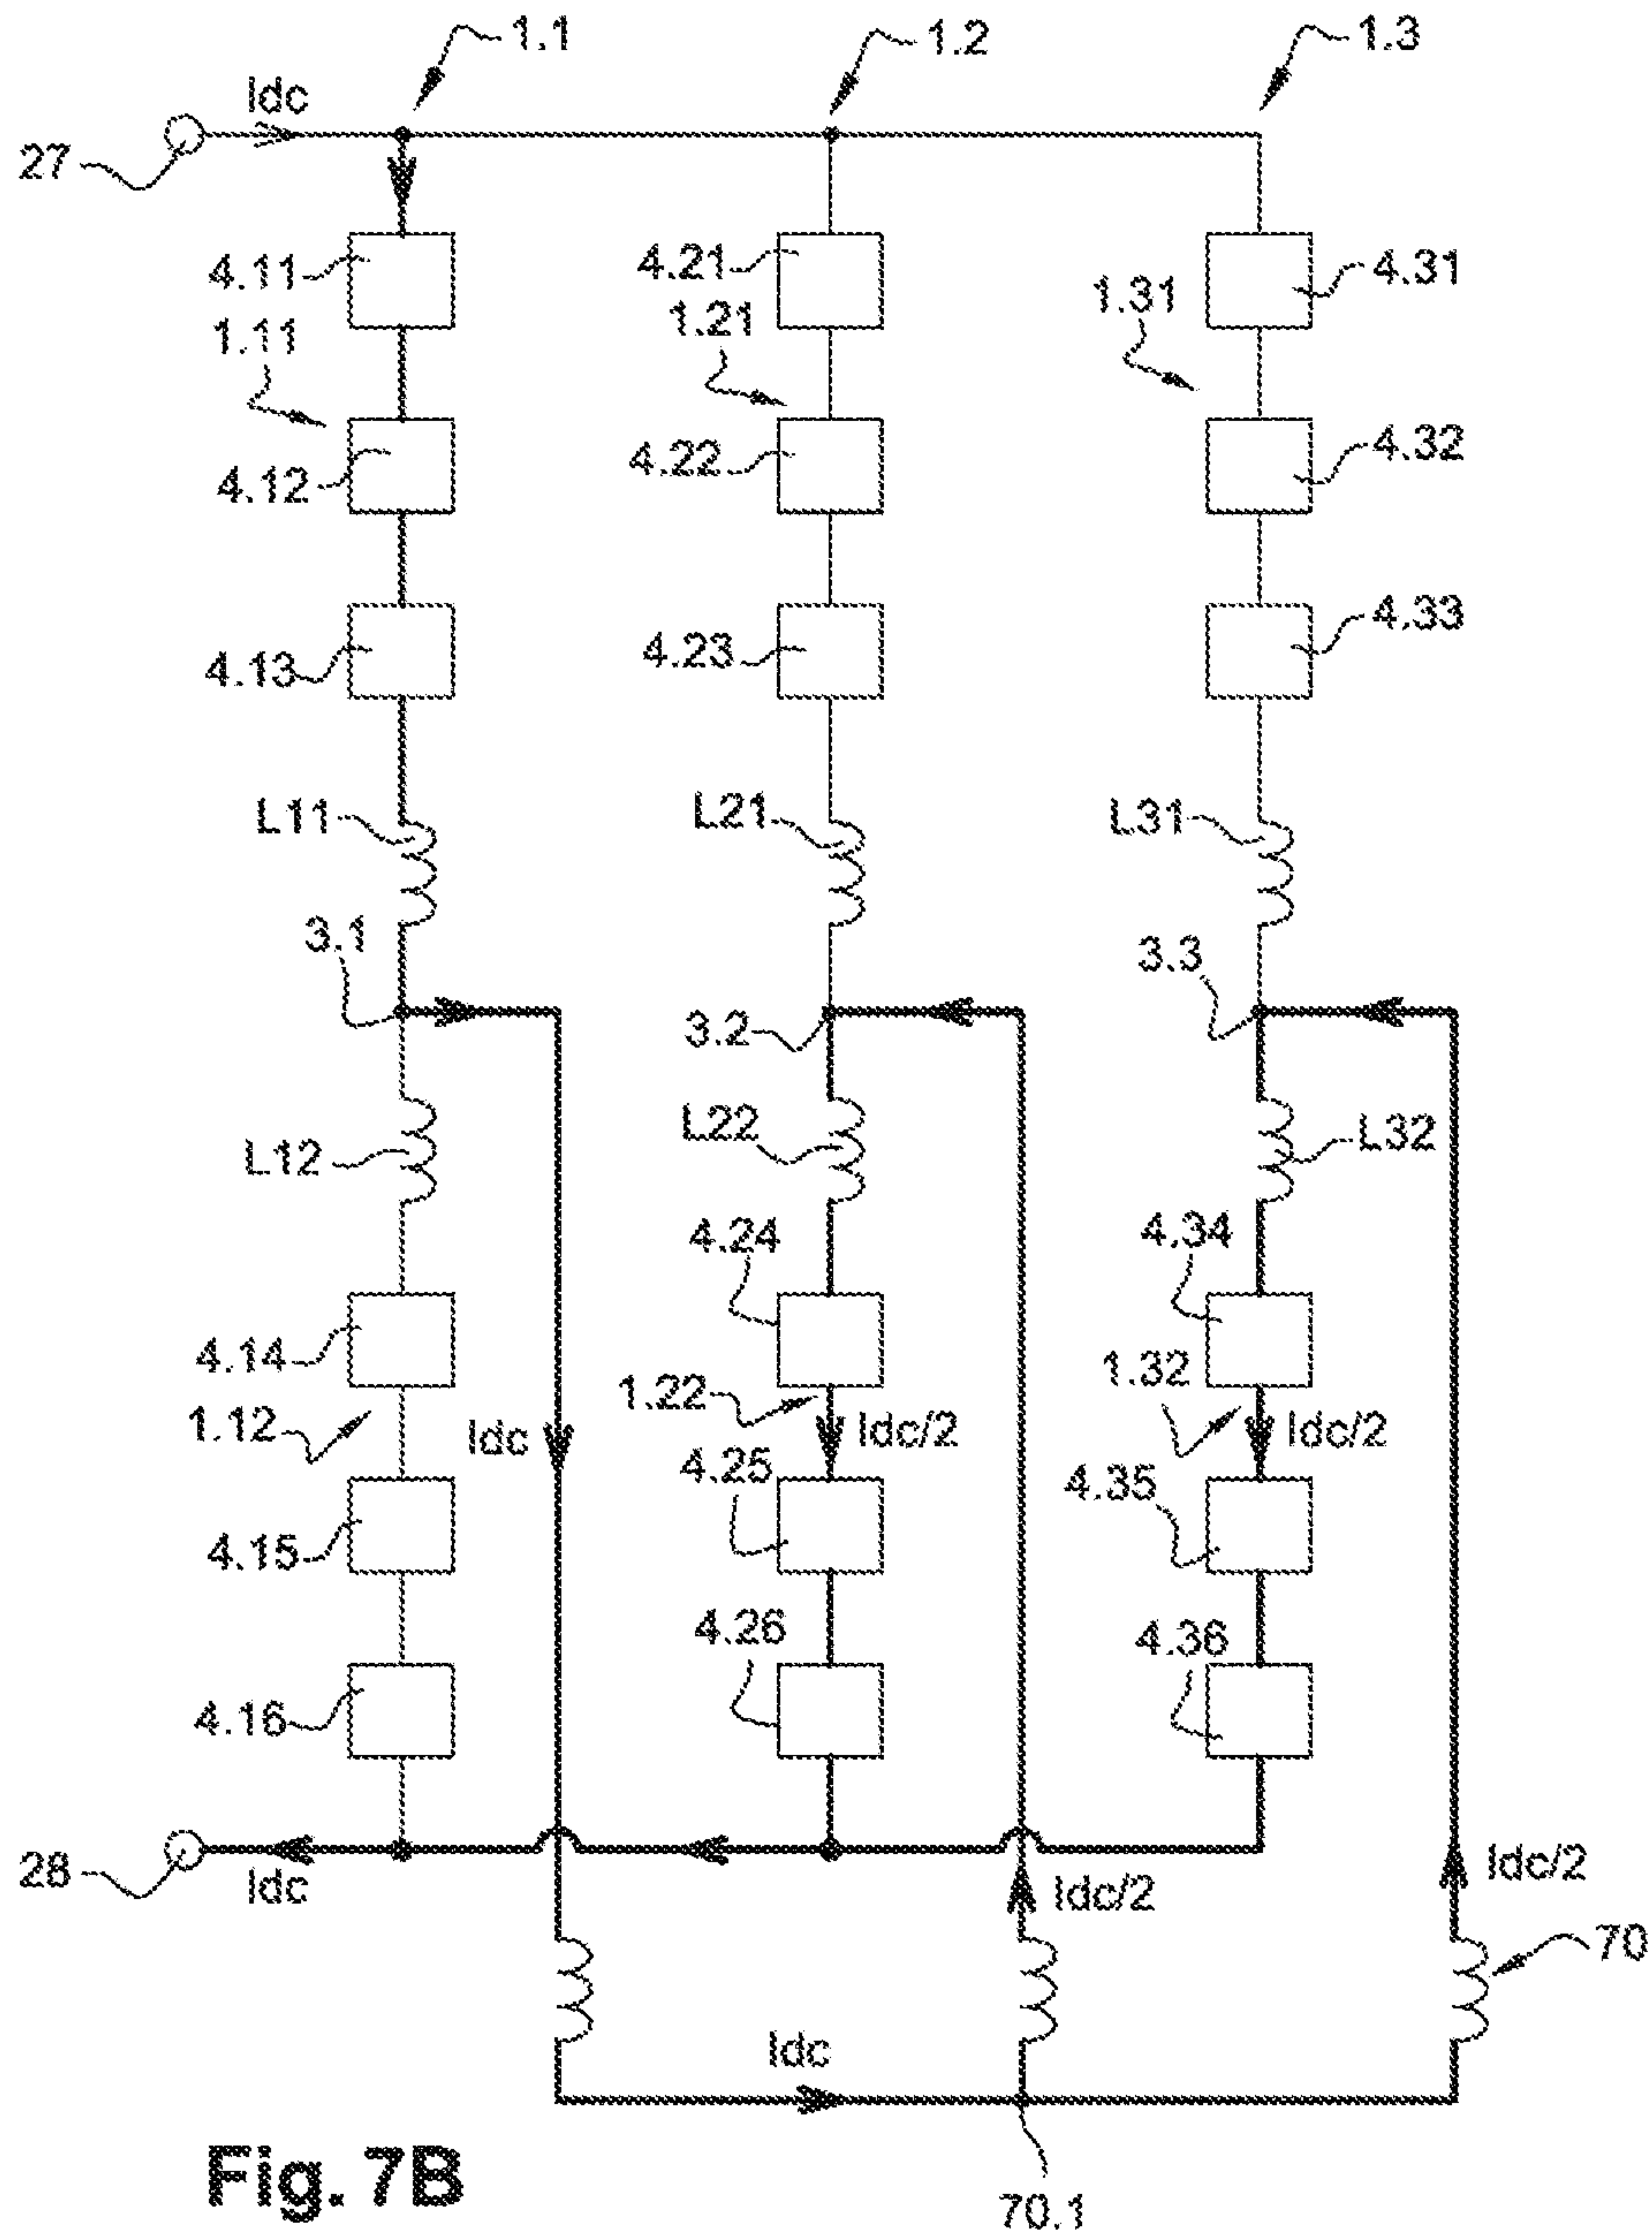 1.1
1.2
1.3
Idc
27
4.11
4.21
4.31
1.11
1.21
1.31
4.12
4.22
4.32
4.13
4.23
4.33
L11
L21
L31
3.1
3.2
3.3
L12
L22
L32
4.24
4.34
4.14
1.22
1.32
1.12
Idc
Idc/2
Idc/2
4.25
4.35
4.15
4.26
4.36
4.16
28
Idc
Idc/2
Idc/2
70
Idc
Fig. 7B
70.1